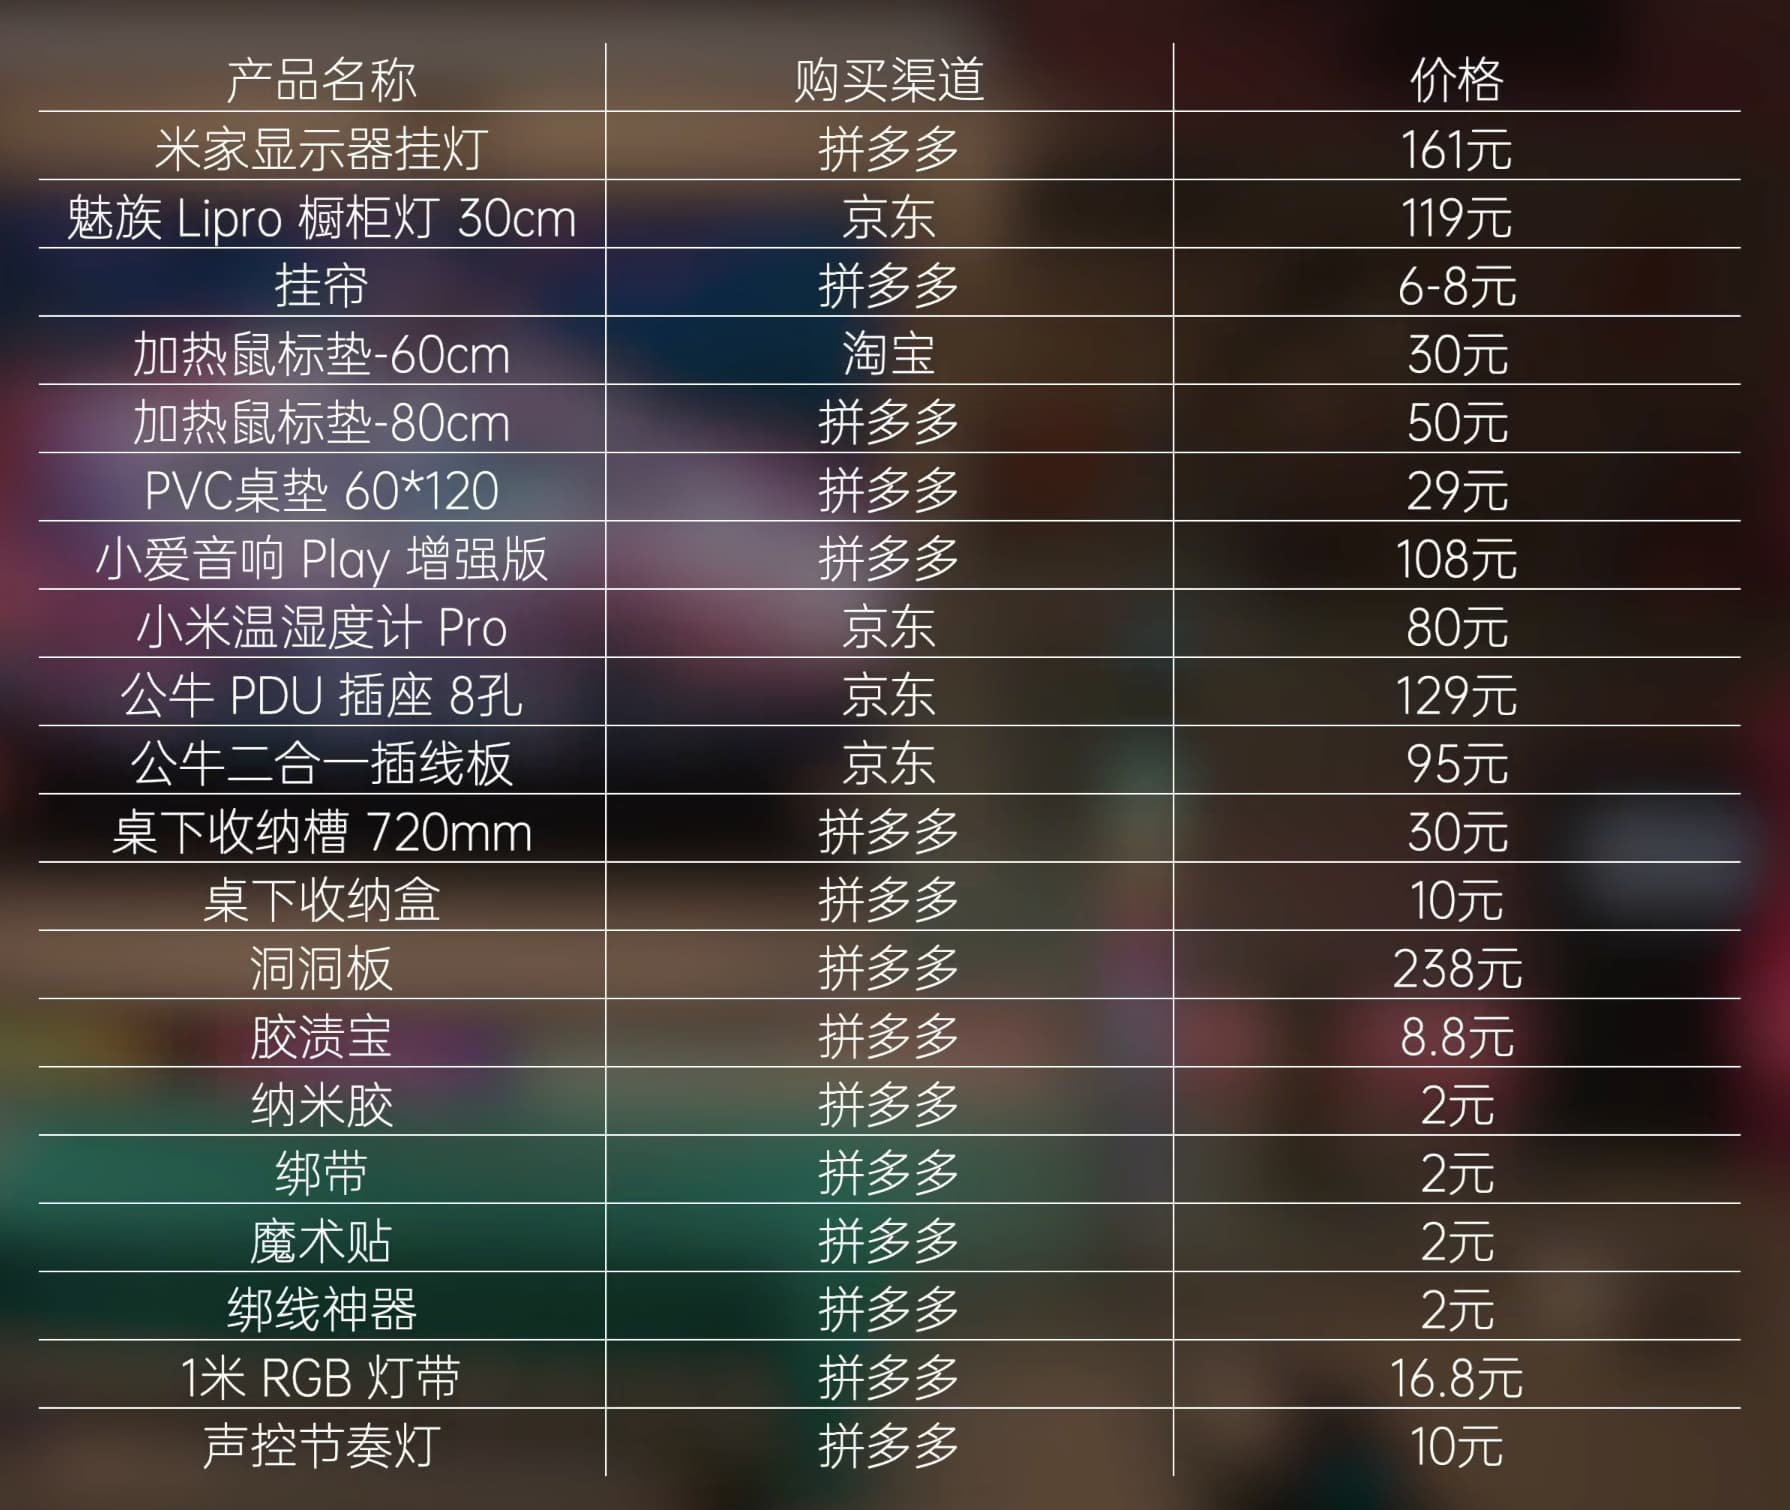 产品名称 购买渠道 价格
米家显示器挂灯 拼多多 161元
魅族 Lipro 橱柜灯 30cm 京东 119元
挂帘 拼多多 6-8元
加热鼠标垫-60cm 淘宝 30元
加热鼠标垫-80cm 拼多多 50元
PVC桌垫 60*120 拼多多 29元
小爱音响 Play 增强版 拼多多 108元
小米温湿度计 Pro 京东 80元
公牛 PDU 插座 8孔 京东 129元
公牛二合一插线板 京东 95元
桌下收纳槽 720mm 拼多多 30元
桌下收纳盒 拼多多 10元
洞洞板 拼多多 238元
胶渍宝 拼多多 8.8元
纳米胶 拼多多 2元
绑带 拼多多 2元
魔术贴 拼多多 2元
绑线神器 拼多多 2元
1米 RGB 灯带 拼多多 16.8元
声控节奏灯 拼多多 10元